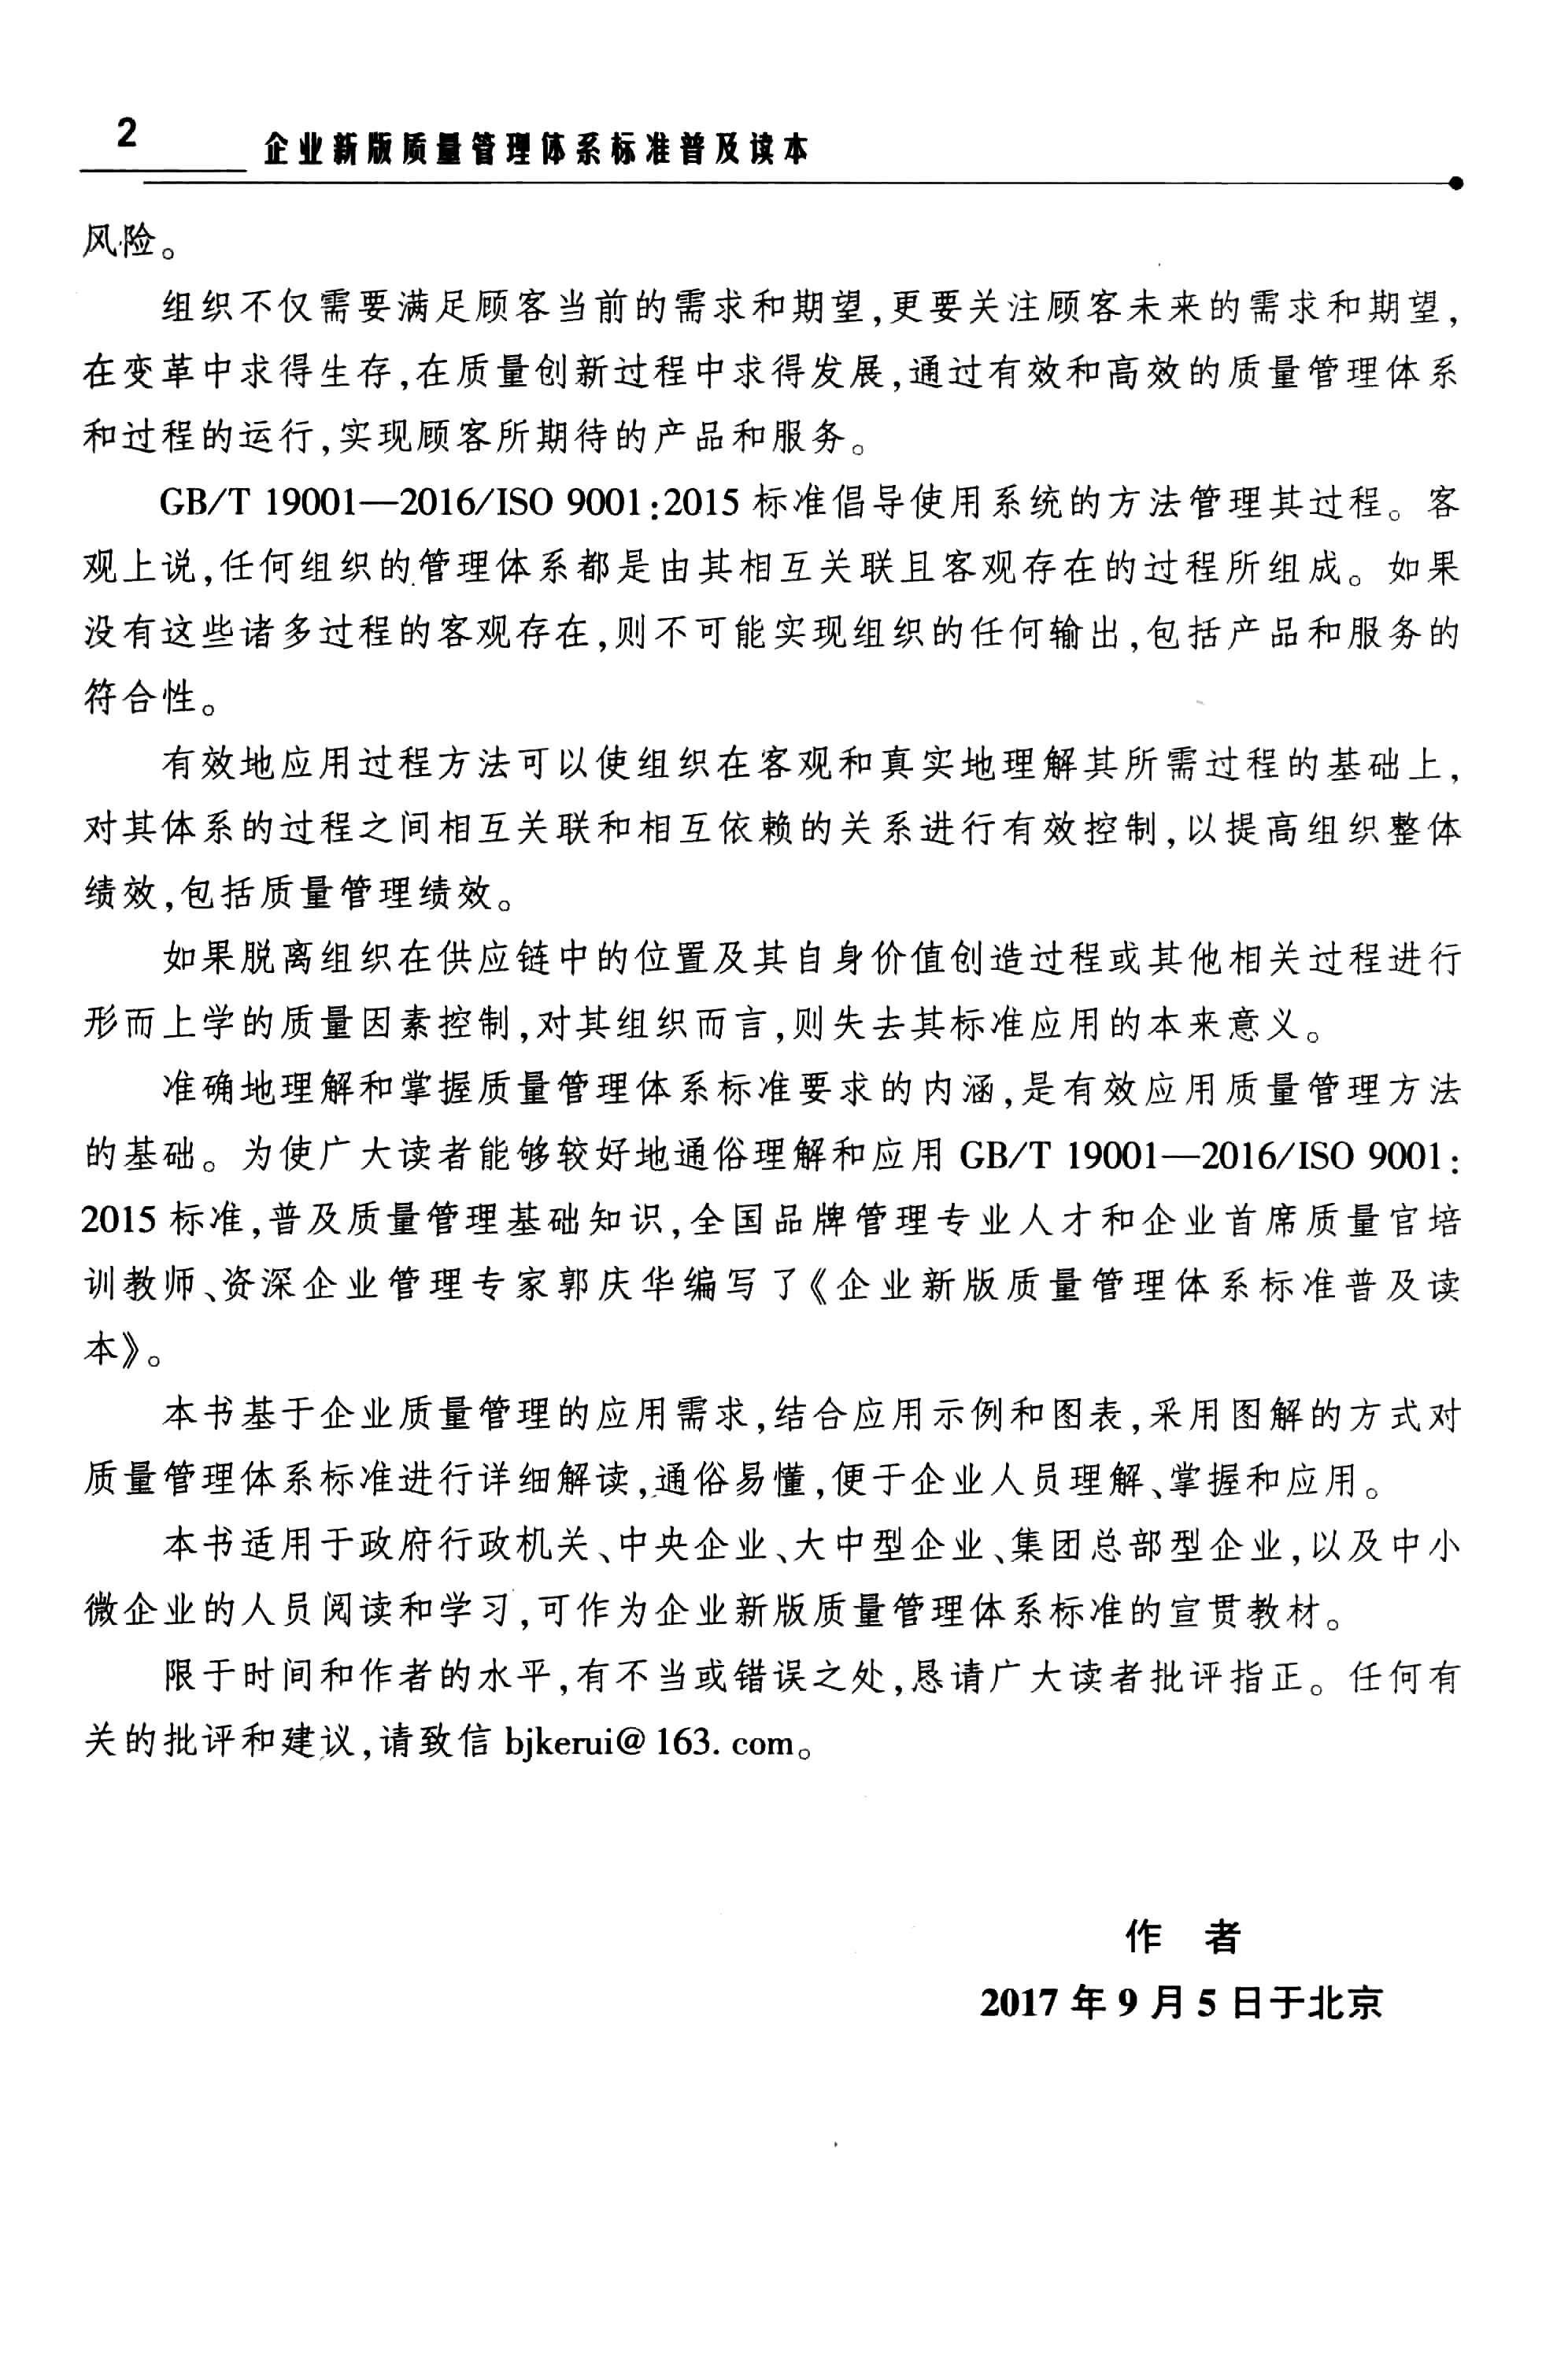 2
企业新版质量管理体系标准普及读本
风险。
组织不仅需要满足顾客当前的需求和期望,更要关注顾客未来的需求和期望,
在变革中求得生存,在质量创新过程中求得发展,通过有效和高效的质量管理体系
和过程的运行,实现顾客所期待的产品和服务。
GB/T 19001—2016/ISO 9001:2015 标准倡导使用系统的方法管理其过程。客
观上说,任何组织的管理体系都是由其相互关联且客观存在的过程所组成。如果
没有这些诸多过程的客观存在,则不可能实现组织的任何输出,包括产品和服务的
符合性。
有效地应用过程方法可以使组织在客观和真实地理解其所需过程的基础上,
对其体系的过程之间相互关联和相互依赖的关系进行有效控制,以提高组织整体
绩效,包括质量管理绩效。
如果脱离组织在供应链中的位置及其自身价值创造过程或其他相关过程进行
形而上学的质量因素控制,对其组织而言,则失去其标准应用的本来意义。
准确地理解和掌握质量管理体系标准要求的内涵,是有效应用质量管理方法
的基础。为使广大读者能够较好地通俗理解和应用 GB/T 19001—2016/ISO 9001:
2015 标准,普及质量管理基础知识,全国品牌管理专业人才和企业首席质量官培
训教师、资深企业管理专家郭庆华编写了《企业新版质量管理体系标准普及读
本》。
本书基于企业质量管理的应用需求,结合应用示例和图表,采用图解的方式对
质量管理体系标准进行详细解读,通俗易懂,便于企业人员理解、掌握和应用。
本书适用于政府行政机关、中央企业、大中型企业、集团总部型企业,以及中小
微企业的人员阅读和学习,可作为企业新版质量管理体系标准的宣贯教材。
限于时间和作者的水平,有不当或错误之处,恳请广大读者批评指正。任何有
关的批评和建议,请致信 bjkerui@163.com。
作 者
2017 年 9 月 5 日于北京